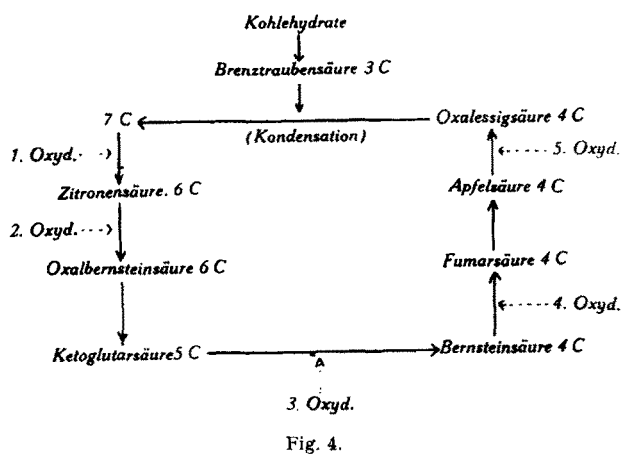 Kohlehydrate
Brenztraubensäure 3 C
7 C
Oxalessigsäure 4 C
(Kondensation)
1. Oxyd.
5. Oxyd.
Zitronensäure. 6 C
Apfelsäure 4 C
2. Oxyd.
Oxalbernsteinsäure 6 C
Fumarsäure 4 C
4. Oxyd.
Ketoglutarsäure 5 C
Bernsteinsäure 4 C
3. Oxyd.
Fig. 4.